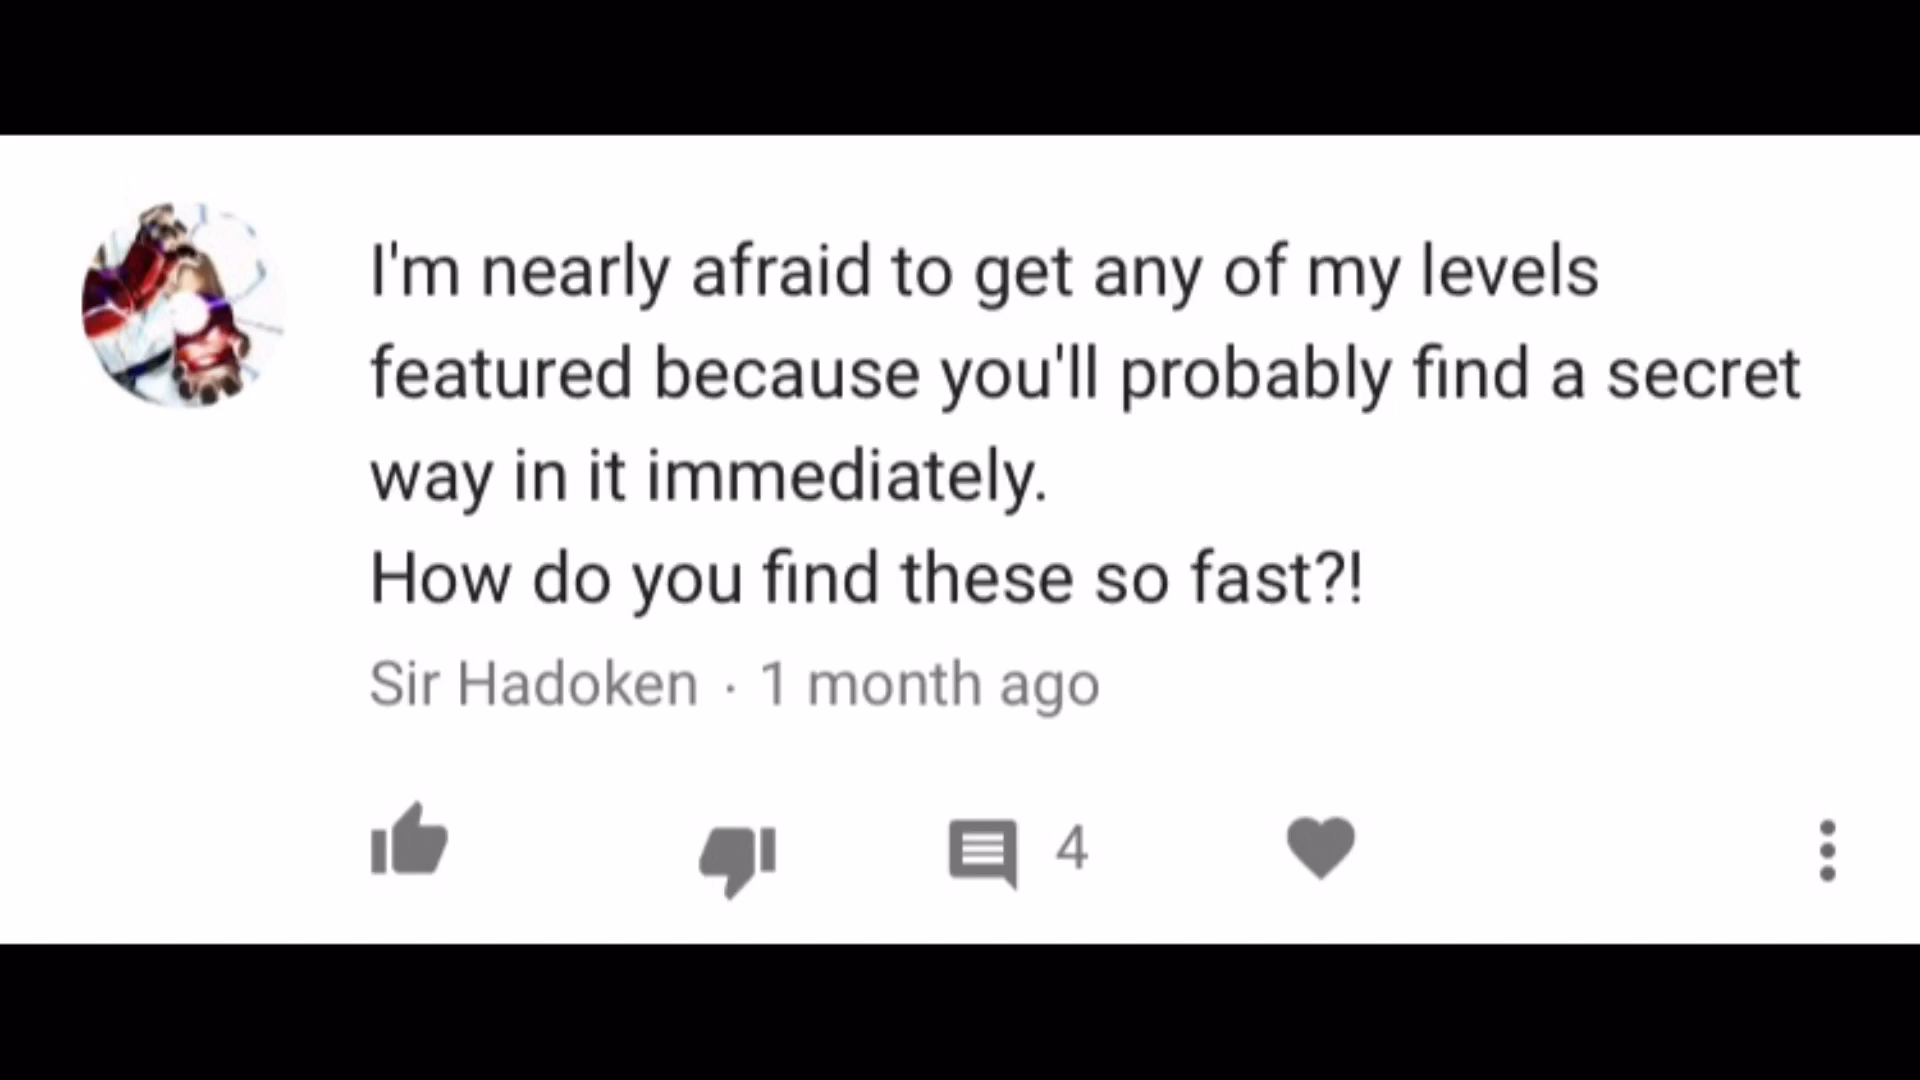 I'm nearly afraid to get any of my levels
featured because you'll probably find a secret
way in it immediately.
How do you find these so fast?!
Sir Hadoken · 1 month ago
4